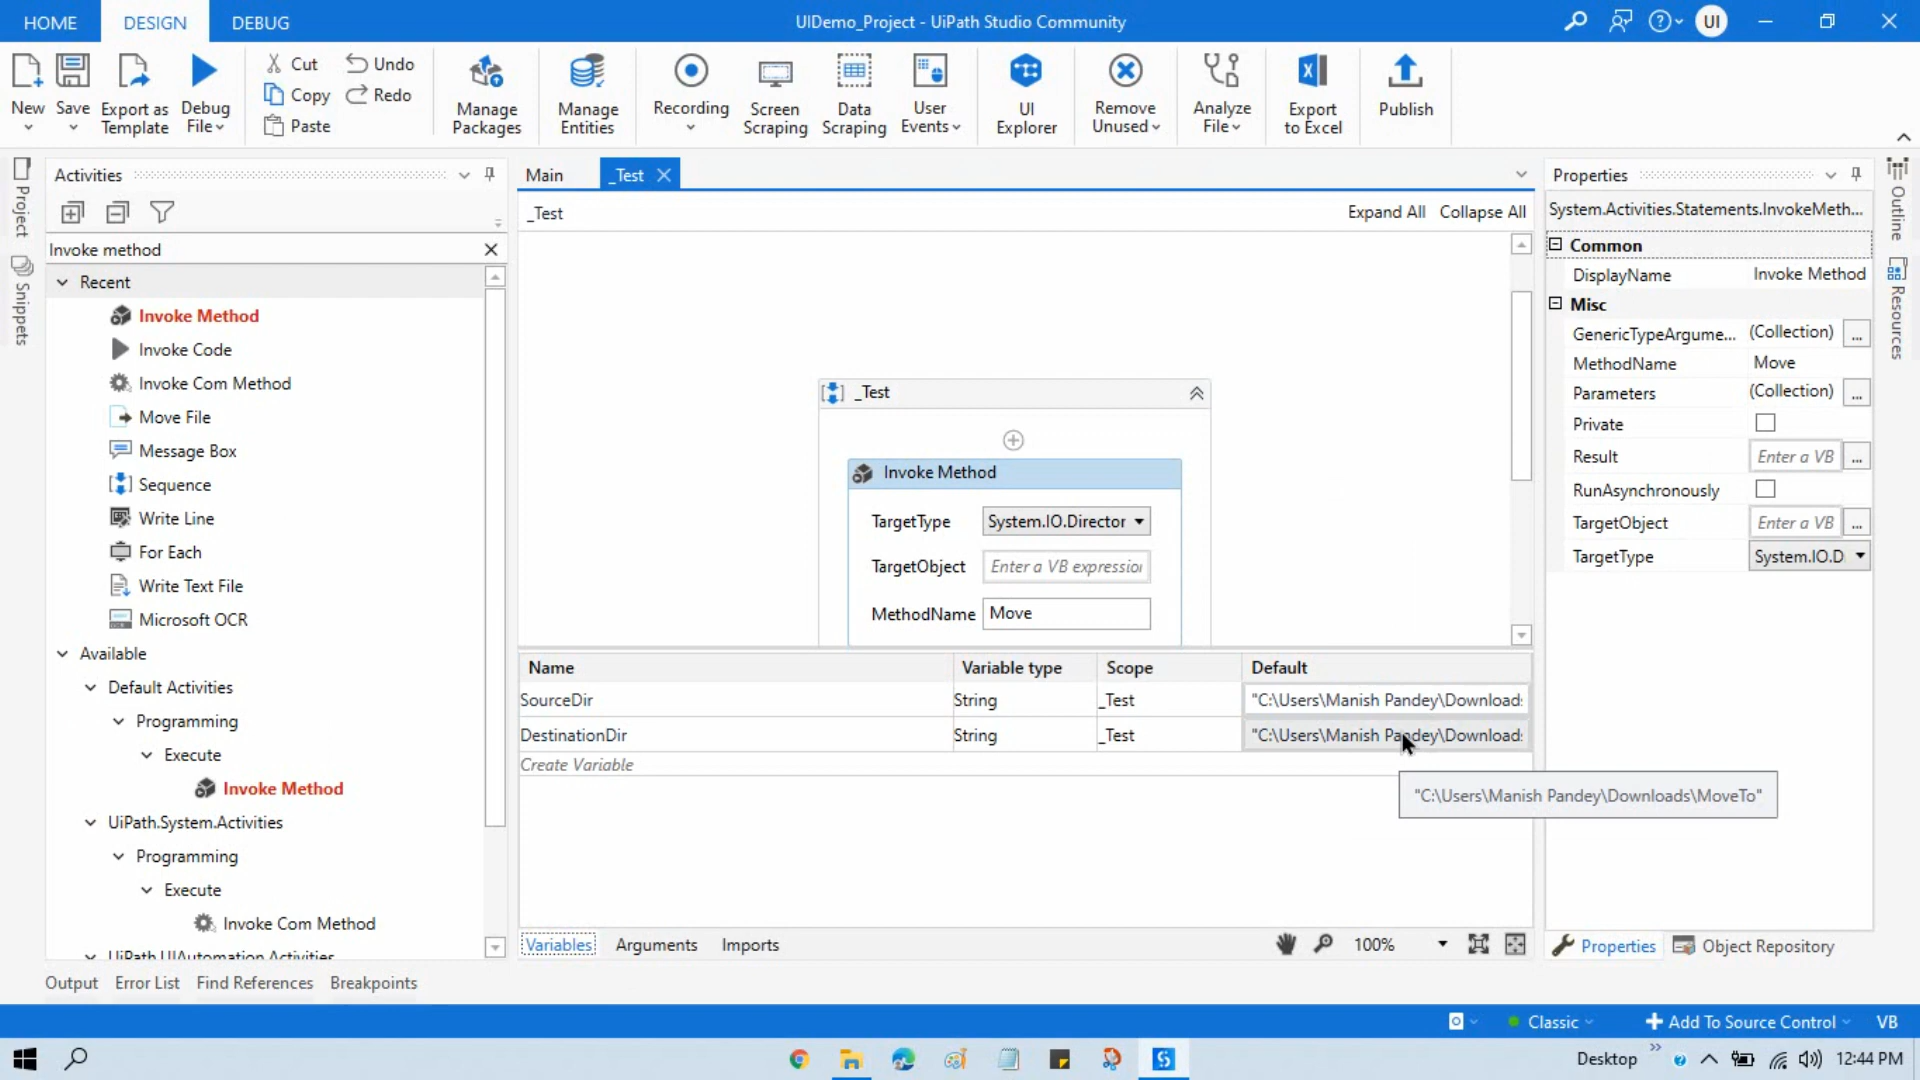 HOME DESIGN DEBUG UIDemo_Project - UiPath Studio Community UI
New Save Export as Template Debug File
Cut Copy Paste Undo Redo
Manage Packages
Manage Entities
Recording
Screen Scraping
Data Scraping
User Events
UI Explorer
Remove Unused
Analyze File
Export to Excel
Publish
Project
Snippets
Activities
Invoke method
Recent
Invoke Method
Invoke Code
Invoke Com Method
Move File
Message Box
Sequence
Write Line
For Each
Write Text File
Microsoft OCR
Available
Default Activities
Programming
Execute
Invoke Method
UiPath.System.Activities
Programming
Execute
Invoke Com Method
UiPath.UIAutomation.Activities
Main _Test
_Test Expand All Collapse All
_Test
Invoke Method
TargetType System.IO.Director
TargetObject Enter a VB expression
MethodName Move
Name Variable type Scope Default
SourceDir String _Test "C:\Users\Manish Pandey\Downloads
DestinationDir String _Test "C:\Users\Manish Pandey\Downloads
Create Variable
"C:\Users\Manish Pandey\Downloads\MoveTo"
Variables Arguments Imports 100%
Properties
System.Activities.Statements.InvokeMeth...
Common
DisplayName Invoke Method
Misc
GenericTypeArgume... (Collection) ...
MethodName Move
Parameters (Collection) ...
Private
Result Enter a VB ...
RunAsynchronously
TargetObject Enter a VB ...
TargetType System.IO.D
Properties Object Repository
Outline
Resources
Output Error List Find References Breakpoints
Classic Add To Source Control VB
Desktop 12:44 PM